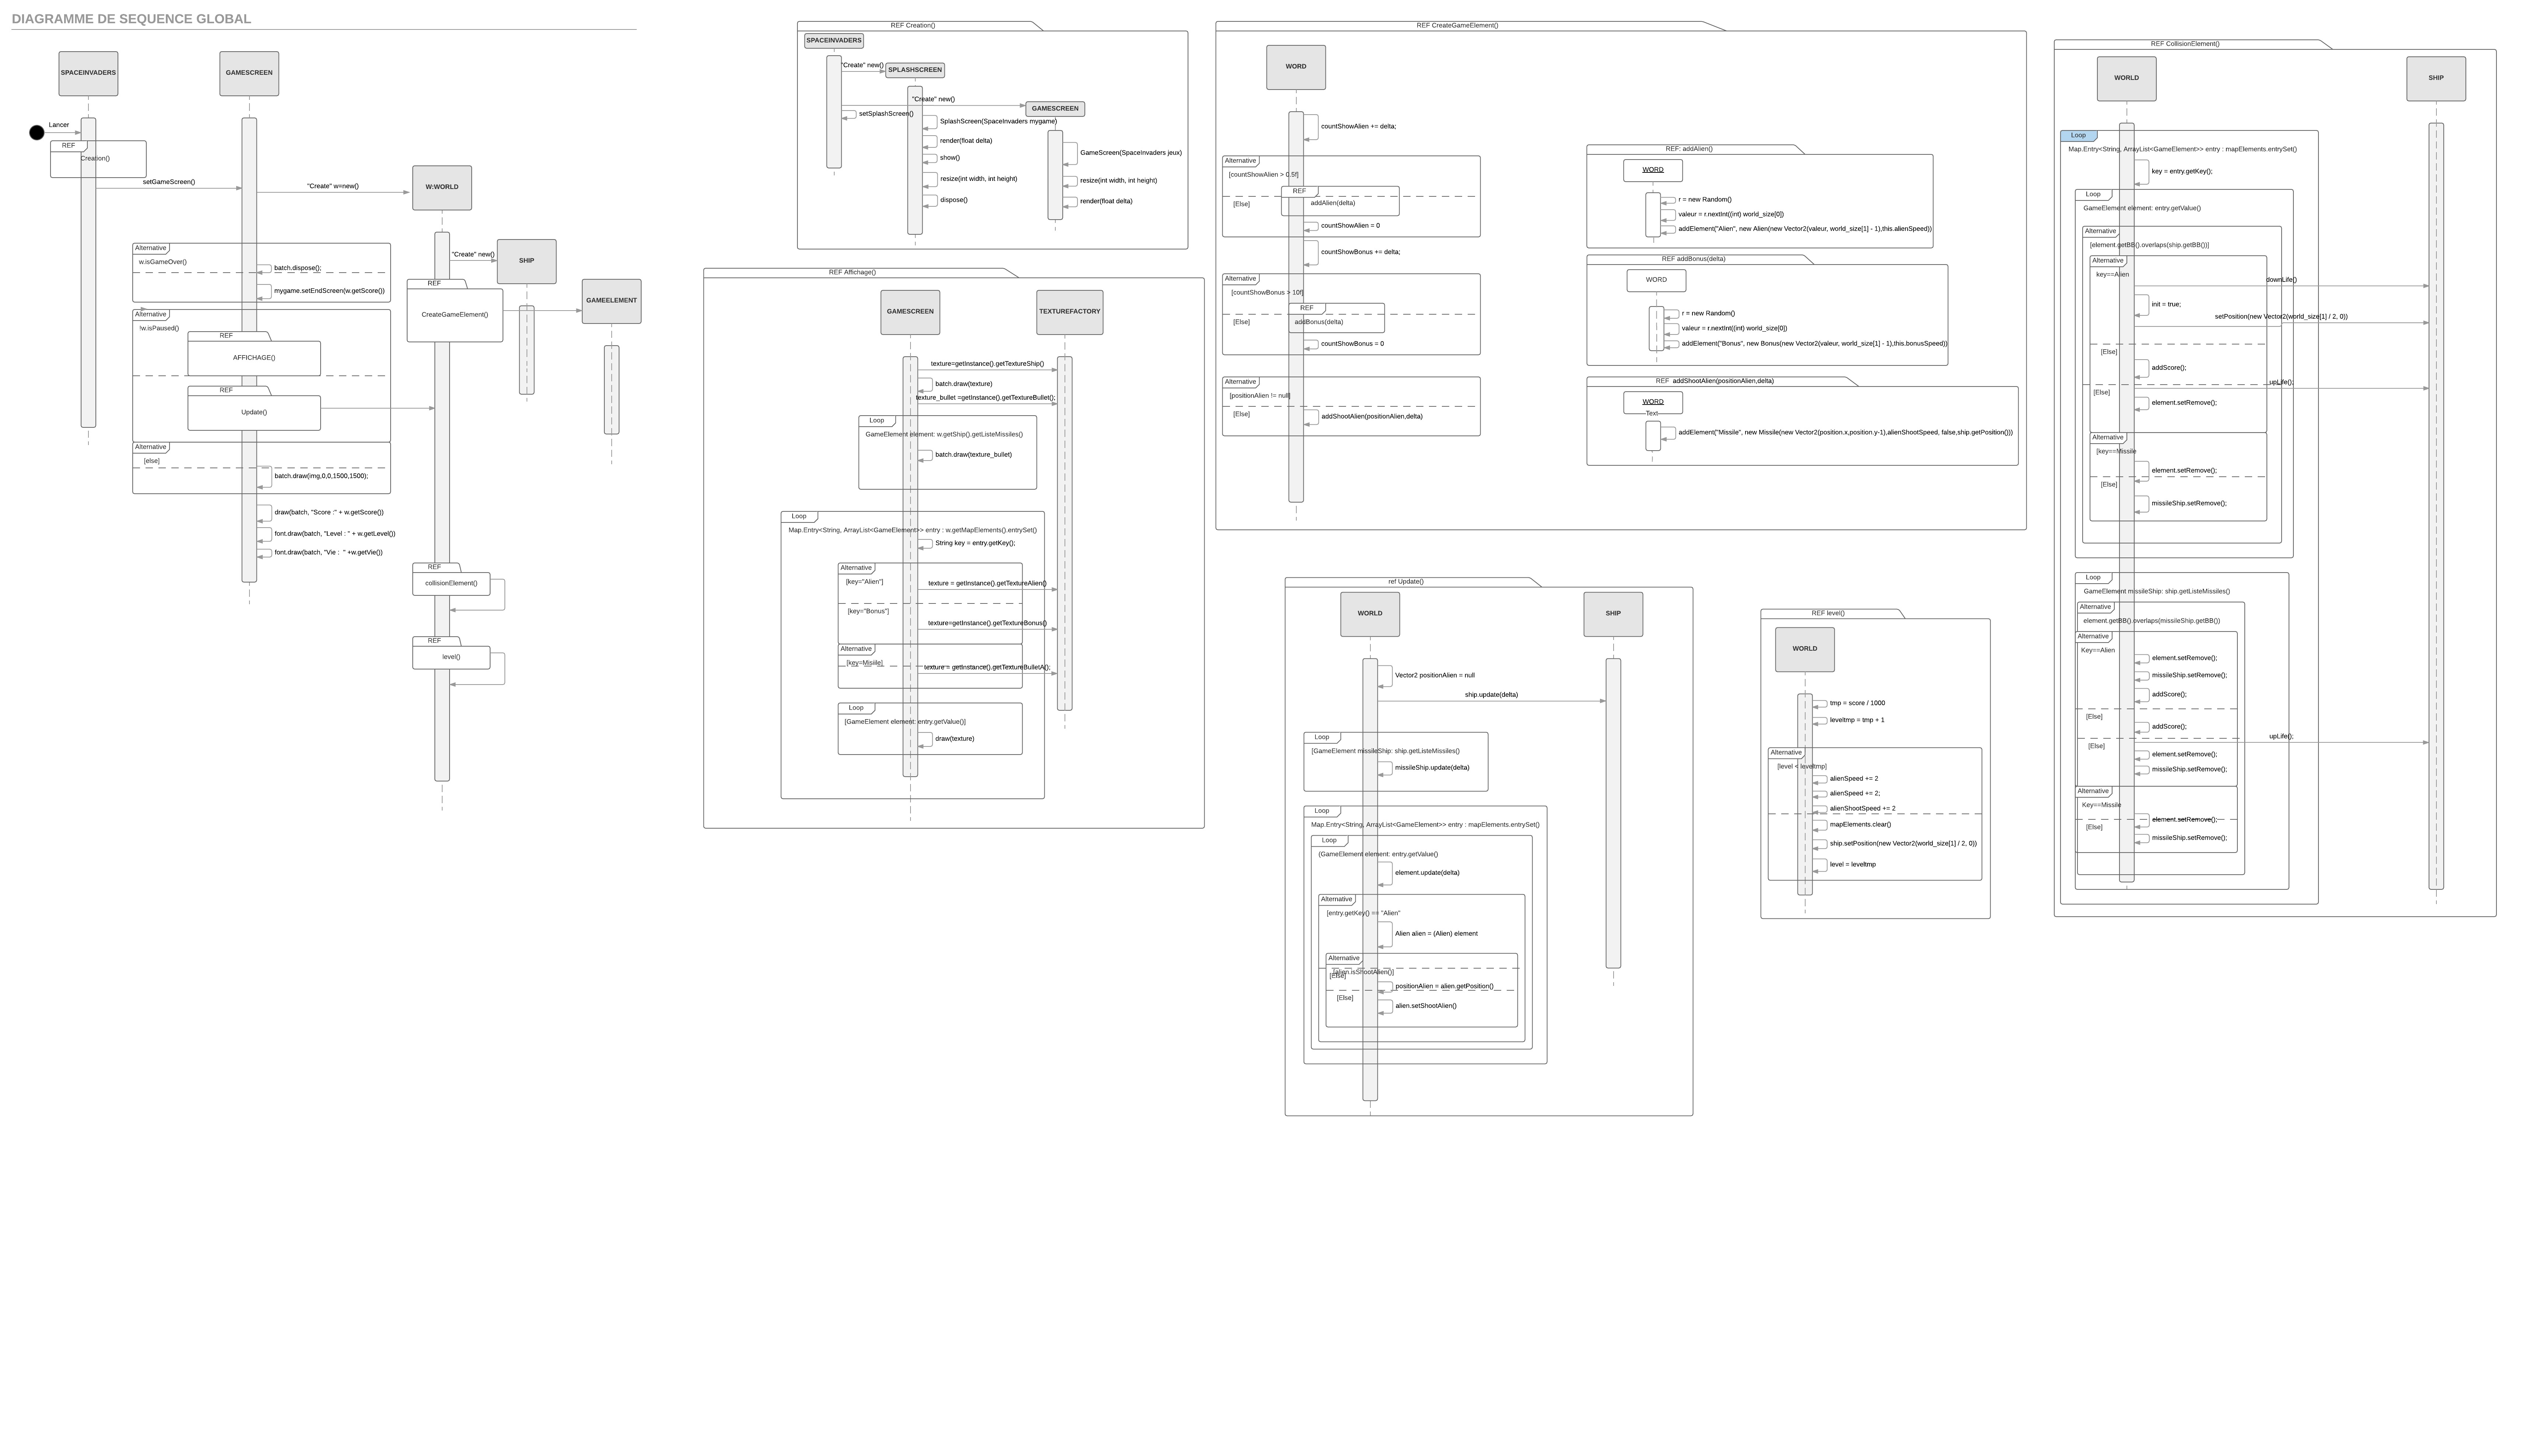 DIAGRAMME DE SEQUENCE GLOBAL
SPACEINVADERS
GAMESCREEN
Lancer
REF
Creation()
setGameScreen()
"Create" w=new()
W:WORLD
"Create" new()
SHIP
Alternative
w.isGameOver()
batch.dispose();
mygame.setEndScreen(w.getScore())
REF
CreateGameElement()
GAMEELEMENT
Alternative
!w.isPaused()
REF
AFFICHAGE()
REF
Update()
Alternative
[else]
batch.draw(img,0,0,1500,1500);
draw(batch, "Score :" + w.getScore())
font.draw(batch, "Level : " + w.getLevel())
font.draw(batch, "Vie :  " +w.getVie())
REF
collisionElement()
REF
level()
REF Creation()
SPACEINVADERS
"Create" new()
SPLASHSCREEN
"Create" new()
GAMESCREEN
setSplashScreen()
SplashScreen(SpaceInvaders mygame)
render(float delta)
show()
resize(int width, int height)
dispose()
GameScreen(SpaceInvaders jeux)
resize(int width, int height)
render(float delta)
REF Affichage()
GAMESCREEN
TEXTUREFACTORY
texture=getInstance().getTextureShip()
batch.draw(texture)
texture_bullet =getInstance().getTextureBullet();
Loop
GameElement element: w.getShip().getListeMissiles()
batch.draw(texture_bullet)
Loop
Map.Entry<String, ArrayList<GameElement>> entry : w.getMapElements().entrySet()
String key = entry.getKey();
Alternative
[key="Alien"]
texture = getInstance().getTextureAlien()
[key="Bonus"]
texture=getInstance().getTextureBonus()
Alternative
[key=Misiile]
texture = getInstance().getTextureBulletA();
Loop
[GameElement element: entry.getValue()]
draw(texture)
REF CreateGameElement()
WORD
countShowAlien += delta;
Alternative
[countShowAlien > 0.5f]
REF
addAlien(delta)
[Else]
countShowAlien = 0
countShowBonus += delta;
Alternative
[countShowBonus > 10f]
REF
addBonus(delta)
[Else]
countShowBonus = 0
Alternative
[positionAlien != null]
[Else]
addShootAlien(positionAlien,delta)
REF: addAlien()
WORD
r = new Random()
valeur = r.nextInt((int) world_size[0])
addElement("Alien", new Alien(new Vector2(valeur, world_size[1] - 1),this.alienSpeed))
REF addBonus(delta)
WORD
r = new Random()
valeur = r.nextInt((int) world_size[0])
addElement("Bonus", new Bonus(new Vector2(valeur, world_size[1] - 1),this.bonusSpeed))
REF  addShootAlien(positionAlien,delta)
WORD
Text
addElement("Missile", new Missile(new Vector2(position.x,position.y-1),alienShootSpeed, false,ship.getPosition()))
ref Update()
WORLD
SHIP
Vector2 positionAlien = null
ship.update(delta)
Loop
[GameElement missileShip: ship.getListeMissiles()
missileShip.update(delta)
Loop
Map.Entry<String, ArrayList<GameElement>> entry : mapElements.entrySet()
Loop
(GameElement element: entry.getValue()
element.update(delta)
Alternative
[entry.getKey() == "Alien"
Alien alien = (Alien) element
Alternative
[alien.isShootAlien()]
[Else]
positionAlien = alien.getPosition()
[Else]
alien.setShootAlien()
REF level()
WORLD
tmp = score / 1000
leveltmp = tmp + 1
Alternative
[level < leveltmp]
alienSpeed += 2
alienSpeed += 2;
alienShootSpeed += 2
mapElements.clear()
ship.setPosition(new Vector2(world_size[1] / 2, 0))
level = leveltmp
REF CollisionElement()
WORLD
SHIP
Loop
Map.Entry<String, ArrayList<GameElement>> entry : mapElements.entrySet()
key = entry.getKey();
Loop
GameElement element: entry.getValue()
Alternative
[element.getBB().overlaps(ship.getBB())]
Alternative
key==Alien
downLife()
init = true;
setPosition(new Vector2(world_size[1] / 2, 0))
[Else]
addScore();
upLife();
[Else]
element.setRemove();
Alternative
[key==Missile
element.setRemove();
[Else]
missileShip.setRemove();
Loop
GameElement missileShip: ship.getListeMissiles()
Alternative
element.getBB().overlaps(missileShip.getBB())
Alternative
Key==Alien
element.setRemove();
missileShip.setRemove();
addScore();
[Else]
addScore();
upLife();
[Else]
element.setRemove();
missileShip.setRemove();
Alternative
Key==Missile
element.setRemove();
[Else]
missileShip.setRemove();